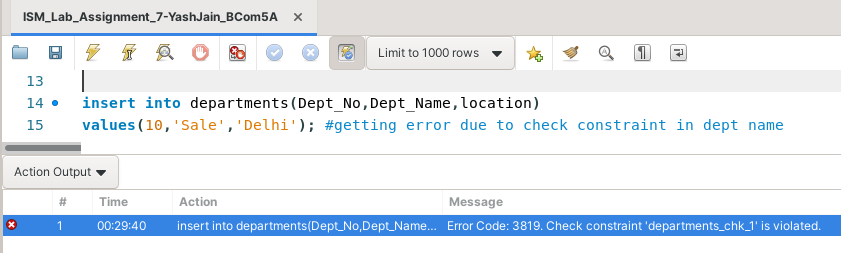 ISM_Lab_Assignment_7-YashJain_BCom5A ×
Limit to 1000 rows
13
14 insert into departments(Dept_No,Dept_Name,location)
15 values(10,'Sale','Delhi'); #getting error due to check constraint in dept name
Action Output
# Time Action Message
1 00:29:40 insert into departments(Dept_No,Dept_Name... Error Code: 3819. Check constraint 'departments_chk_1' is violated.